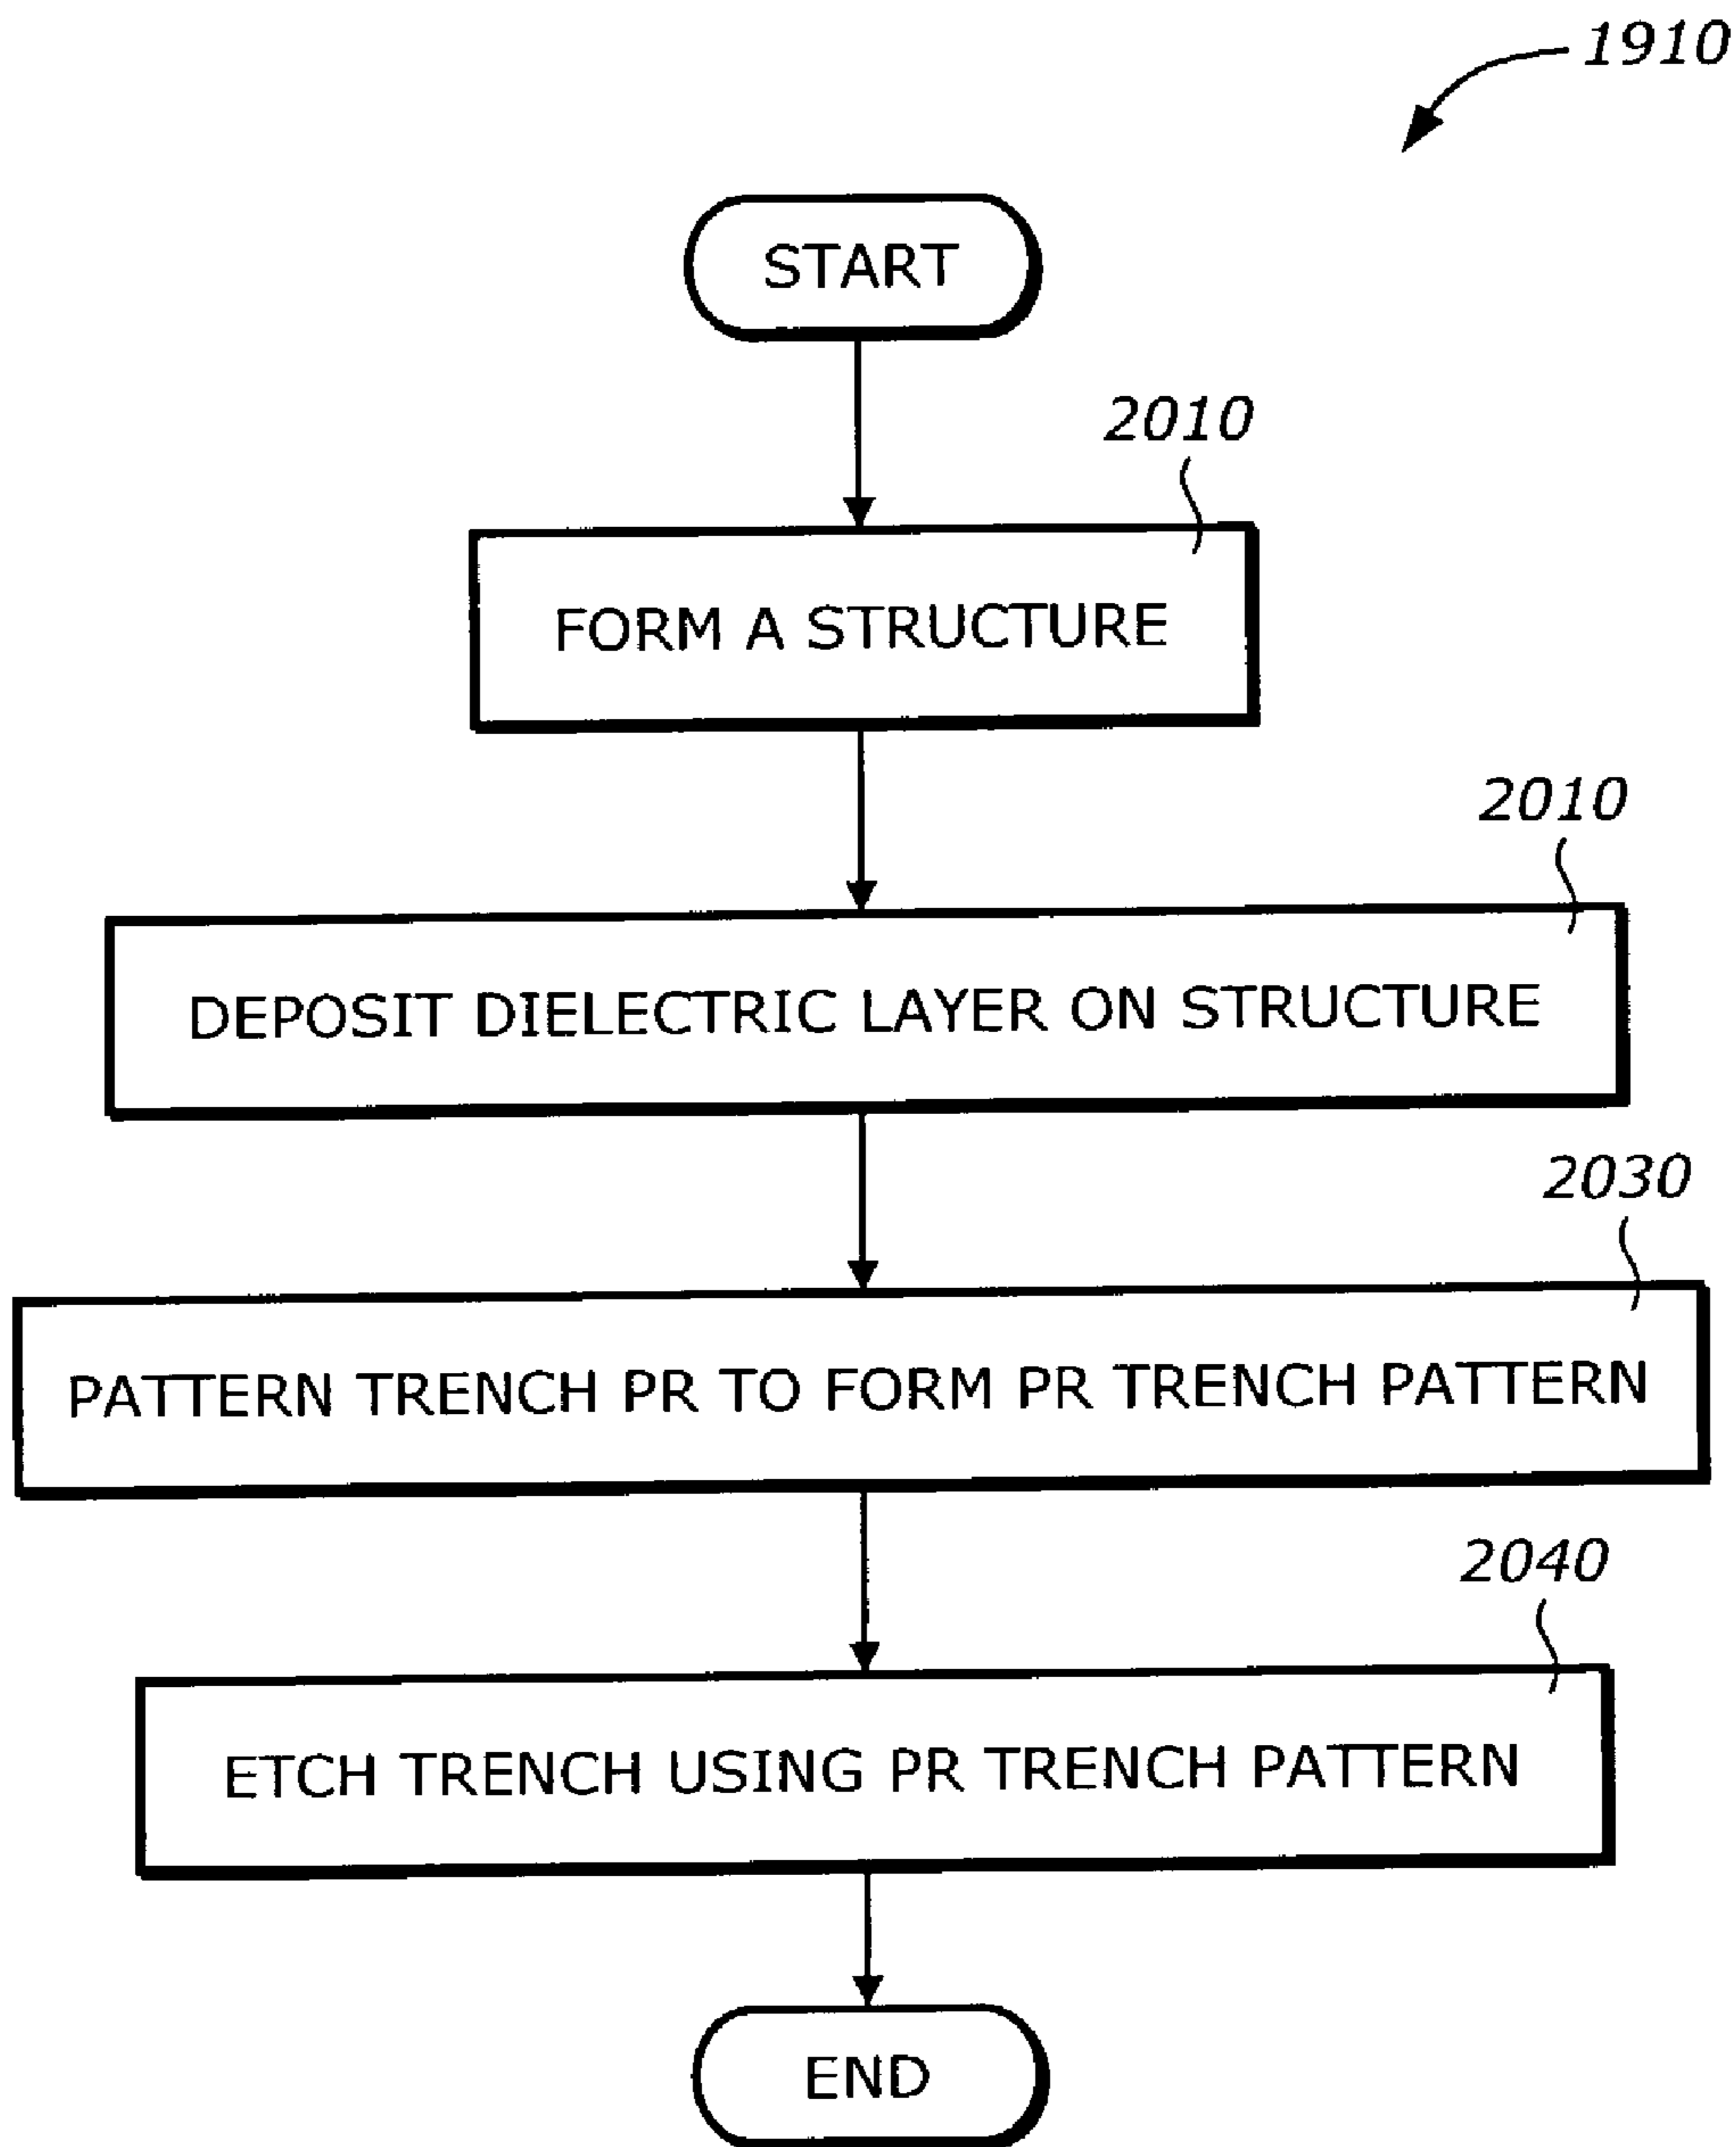 1910
START
2010
FORM A STRUCTURE
2010
DEPOSIT DIELECTRIC LAYER ON STRUCTURE
2030
PATTERN TRENCH PR TO FORM PR TRENCH PATTERN
2040
ETCH TRENCH USING PR TRENCH PATTERN
END